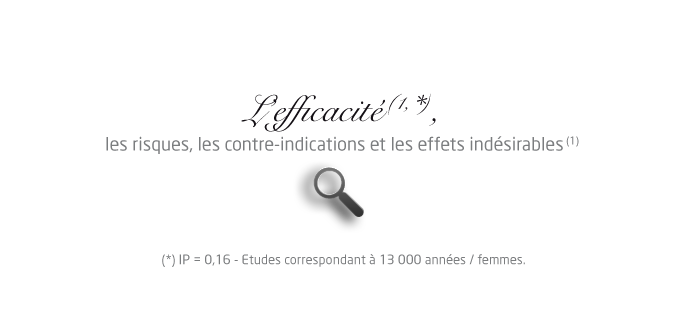 L'efficacité(1, *),
les risques, les contre-indications et les effets indésirables (1)
(*) IP = 0,16 - Etudes correspondant à 13 000 années / femmes.